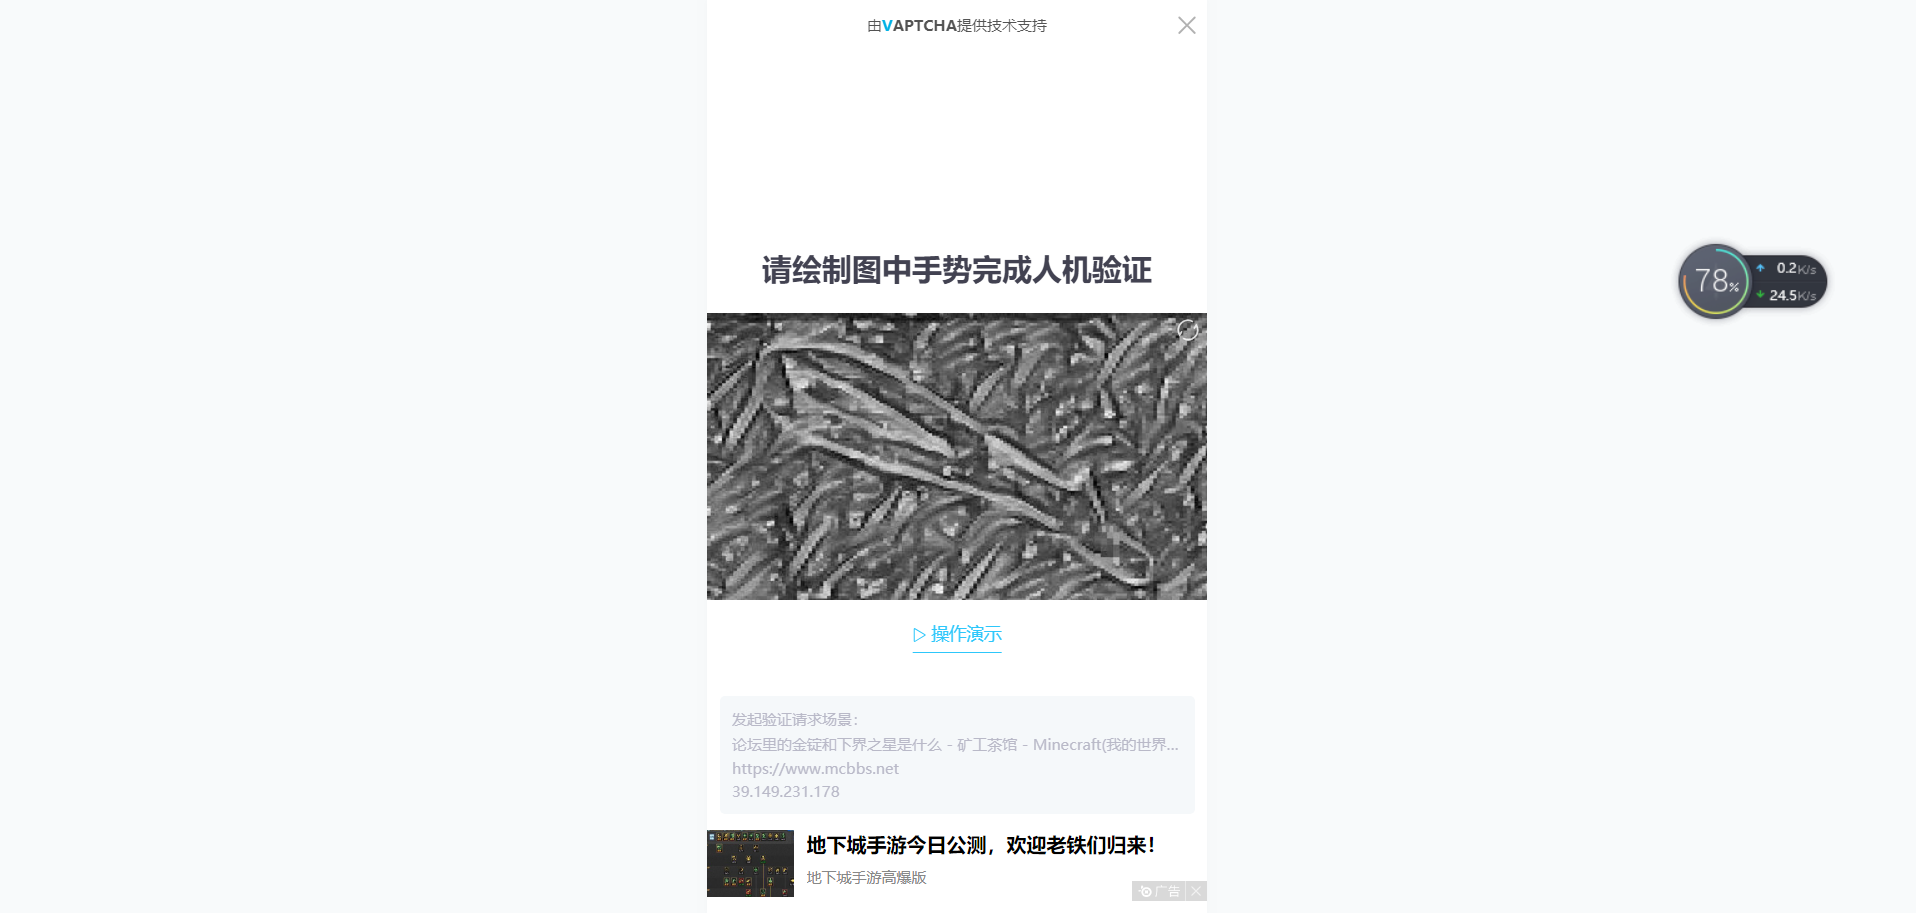 由VAPTCHA提供技术支持
请绘制图中手势完成人机验证
78%
0.2K/s
24.5K/s
操作演示
发起验证请求场景：
论坛里的金锭和下界之星是什么 - 矿工茶馆 - Minecraft(我的世界...
https://www.mcbbs.net
39.149.231.178
地下城手游今日公测，欢迎老铁们归来！
地下城手游高爆版
广告